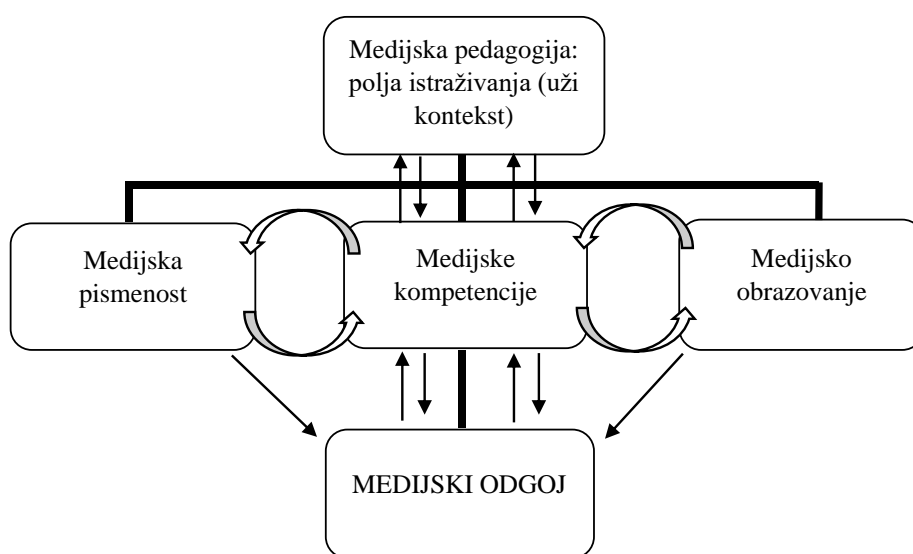 Medijska pedagogija:
polja istraživanja (uži
kontekst)
Medijska
pismenost
Medijske
kompetencije
Medijsko
obrazovanje
MEDIJSKI ODGOJ